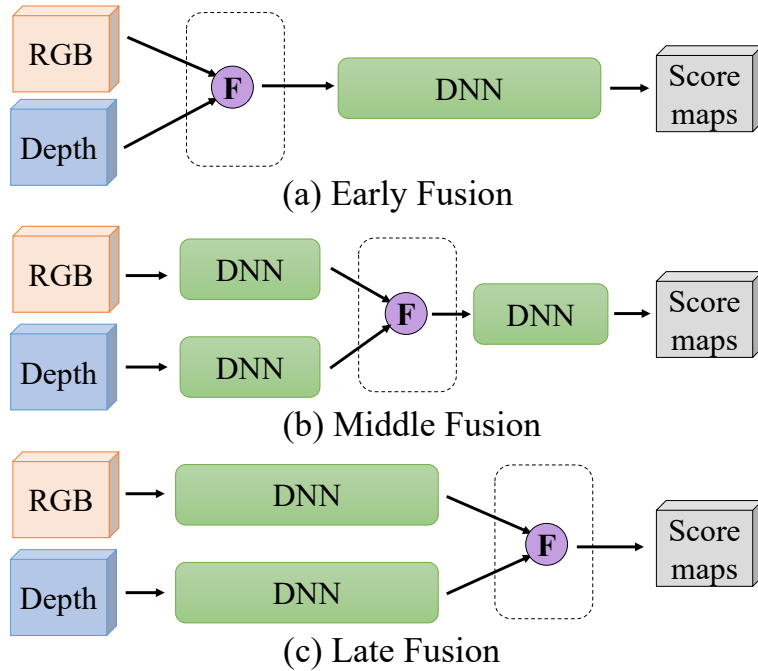 RGB
F
DNN
Score
maps
Depth
(a) Early Fusion
RGB
DNN
F
DNN
Score
maps
Depth
DNN
(b) Middle Fusion
RGB
DNN
F
Score
maps
Depth
DNN
(c) Late Fusion